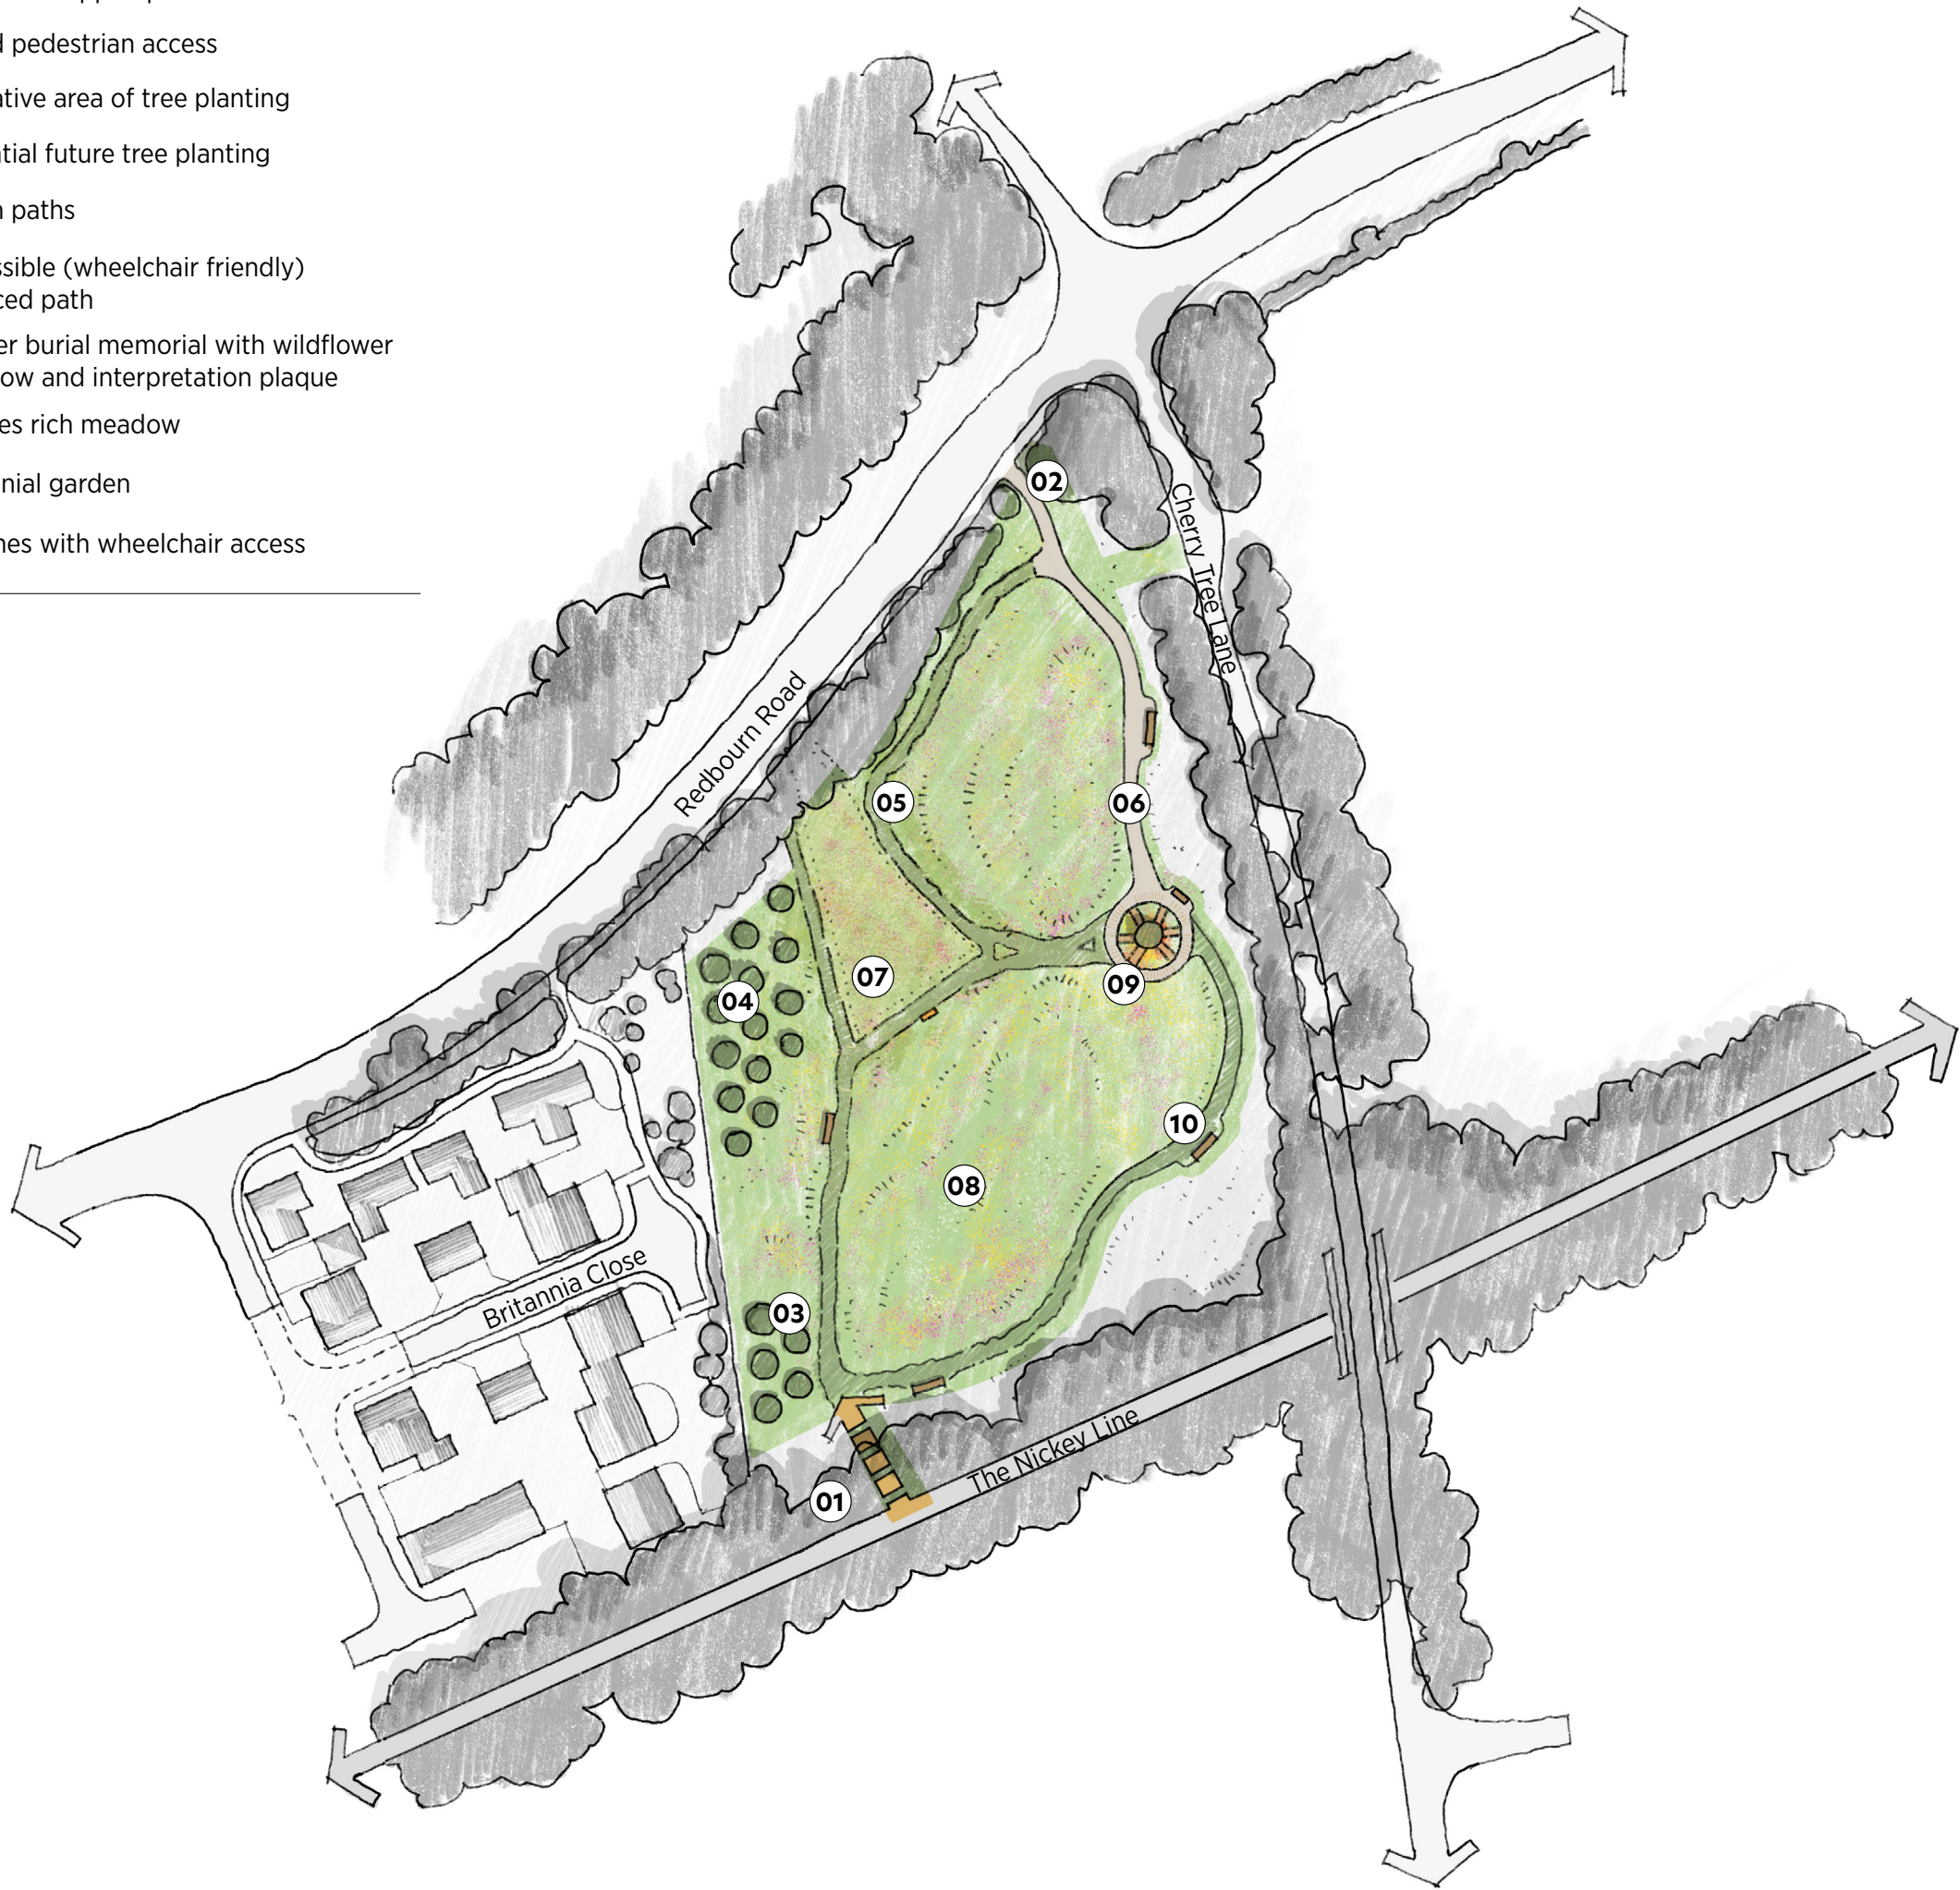 pedestrian access
ative area of tree planting
tial future tree planting
paths
ssible (wheelchair friendly)
ced path
er burial memorial with wildflower
ow and interpretation plaque
es rich meadow
nial garden
nes with wheelchair access
02
Cherry Tree Lane
Redbourn Road
05
06
07
09
04
10
08
Britannia Close
03
The Nickey Line
01